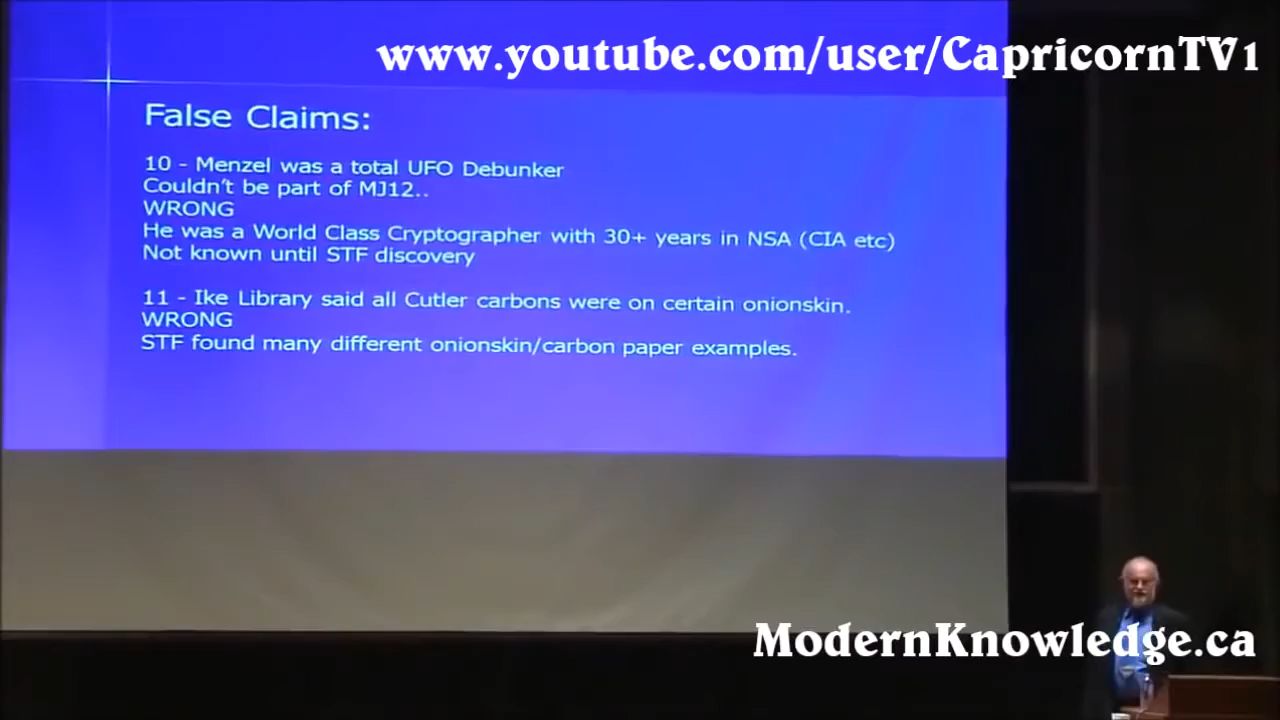 www.youtube.com/user/CapricornTV1
False Claims:
10 - Menzel was a total UFO Debunker
Couldn't be part of MJ12..
WRONG
He was a World Class Cryptographer with 30+ years in NSA (CIA etc)
Not known until STF discovery
11 - Ike Library said all Cutler carbons were on certain onionskin.
WRONG
STF found many different onionskin/carbon paper examples.
ModernKnowledge.ca